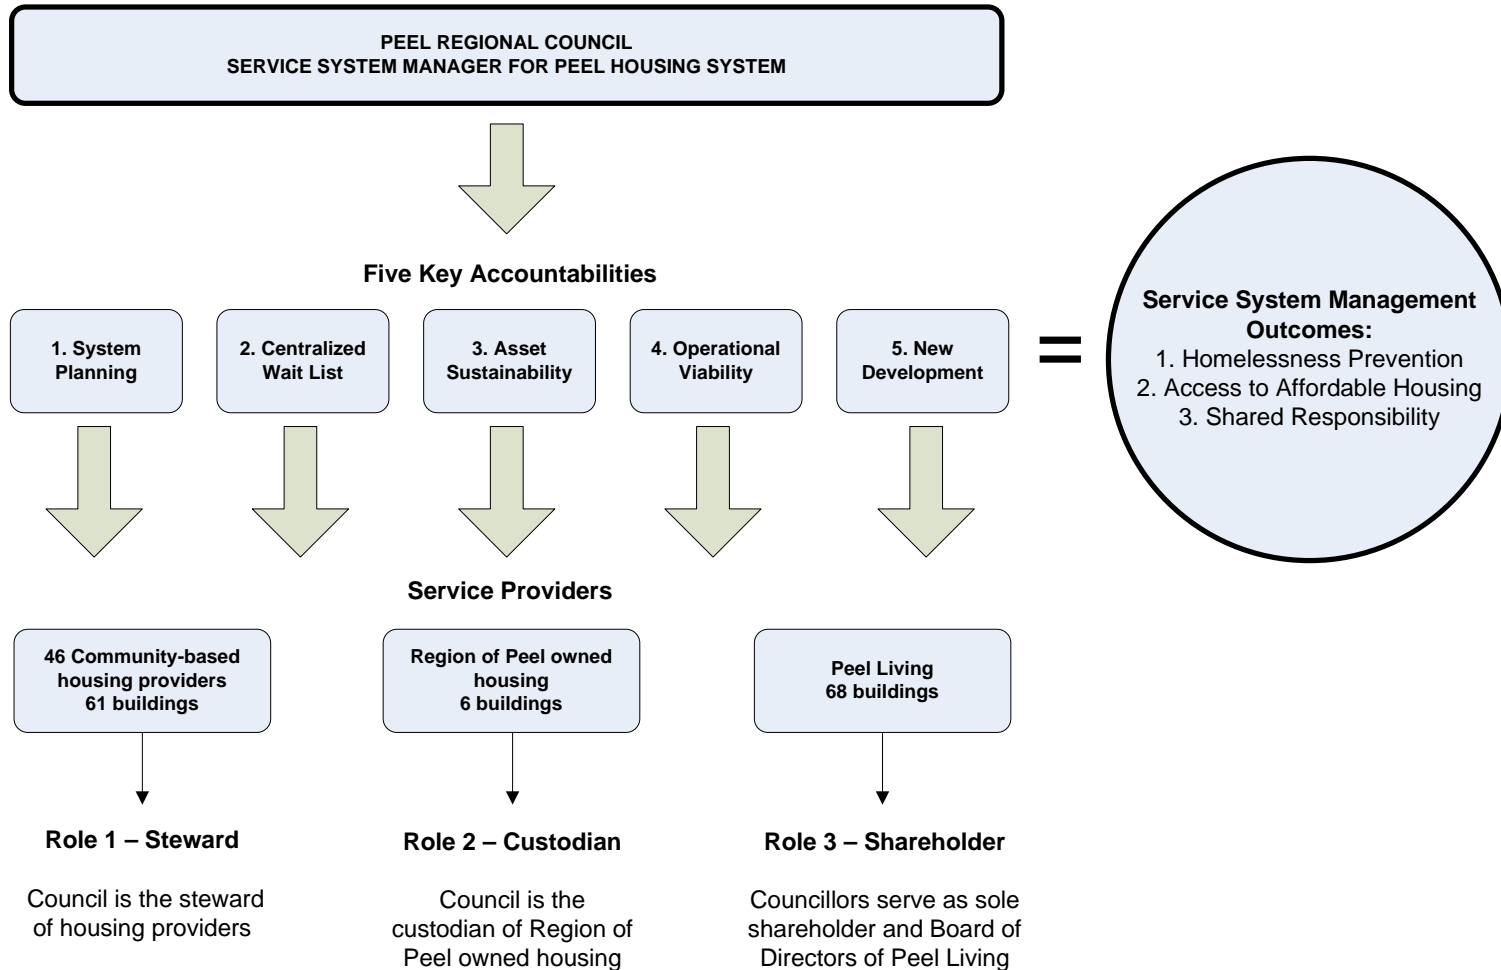 PEEL REGIONAL COUNCIL
SERVICE SYSTEM MANAGER FOR PEEL HOUSING SYSTEM
Five Key Accountabilities
1. System
Planning
2. Centralized
Wait List
3. Asset
Sustainability
4. Operational
Viability
5. New
Development
=
Service System Management
Outcomes:
1. Homelessness Prevention
2. Access to Affordable Housing
3. Shared Responsibility
Service Providers
46 Community-based
housing providers
61 buildings
Region of Peel owned
housing
6 buildings
Peel Living
68 buildings
Role 1 – Steward
Council is the steward
of housing providers
Role 2 – Custodian
Council is the
custodian of Region of
Peel owned housing
Role 3 – Shareholder
Councillors serve as sole
shareholder and Board of
Directors of Peel Living